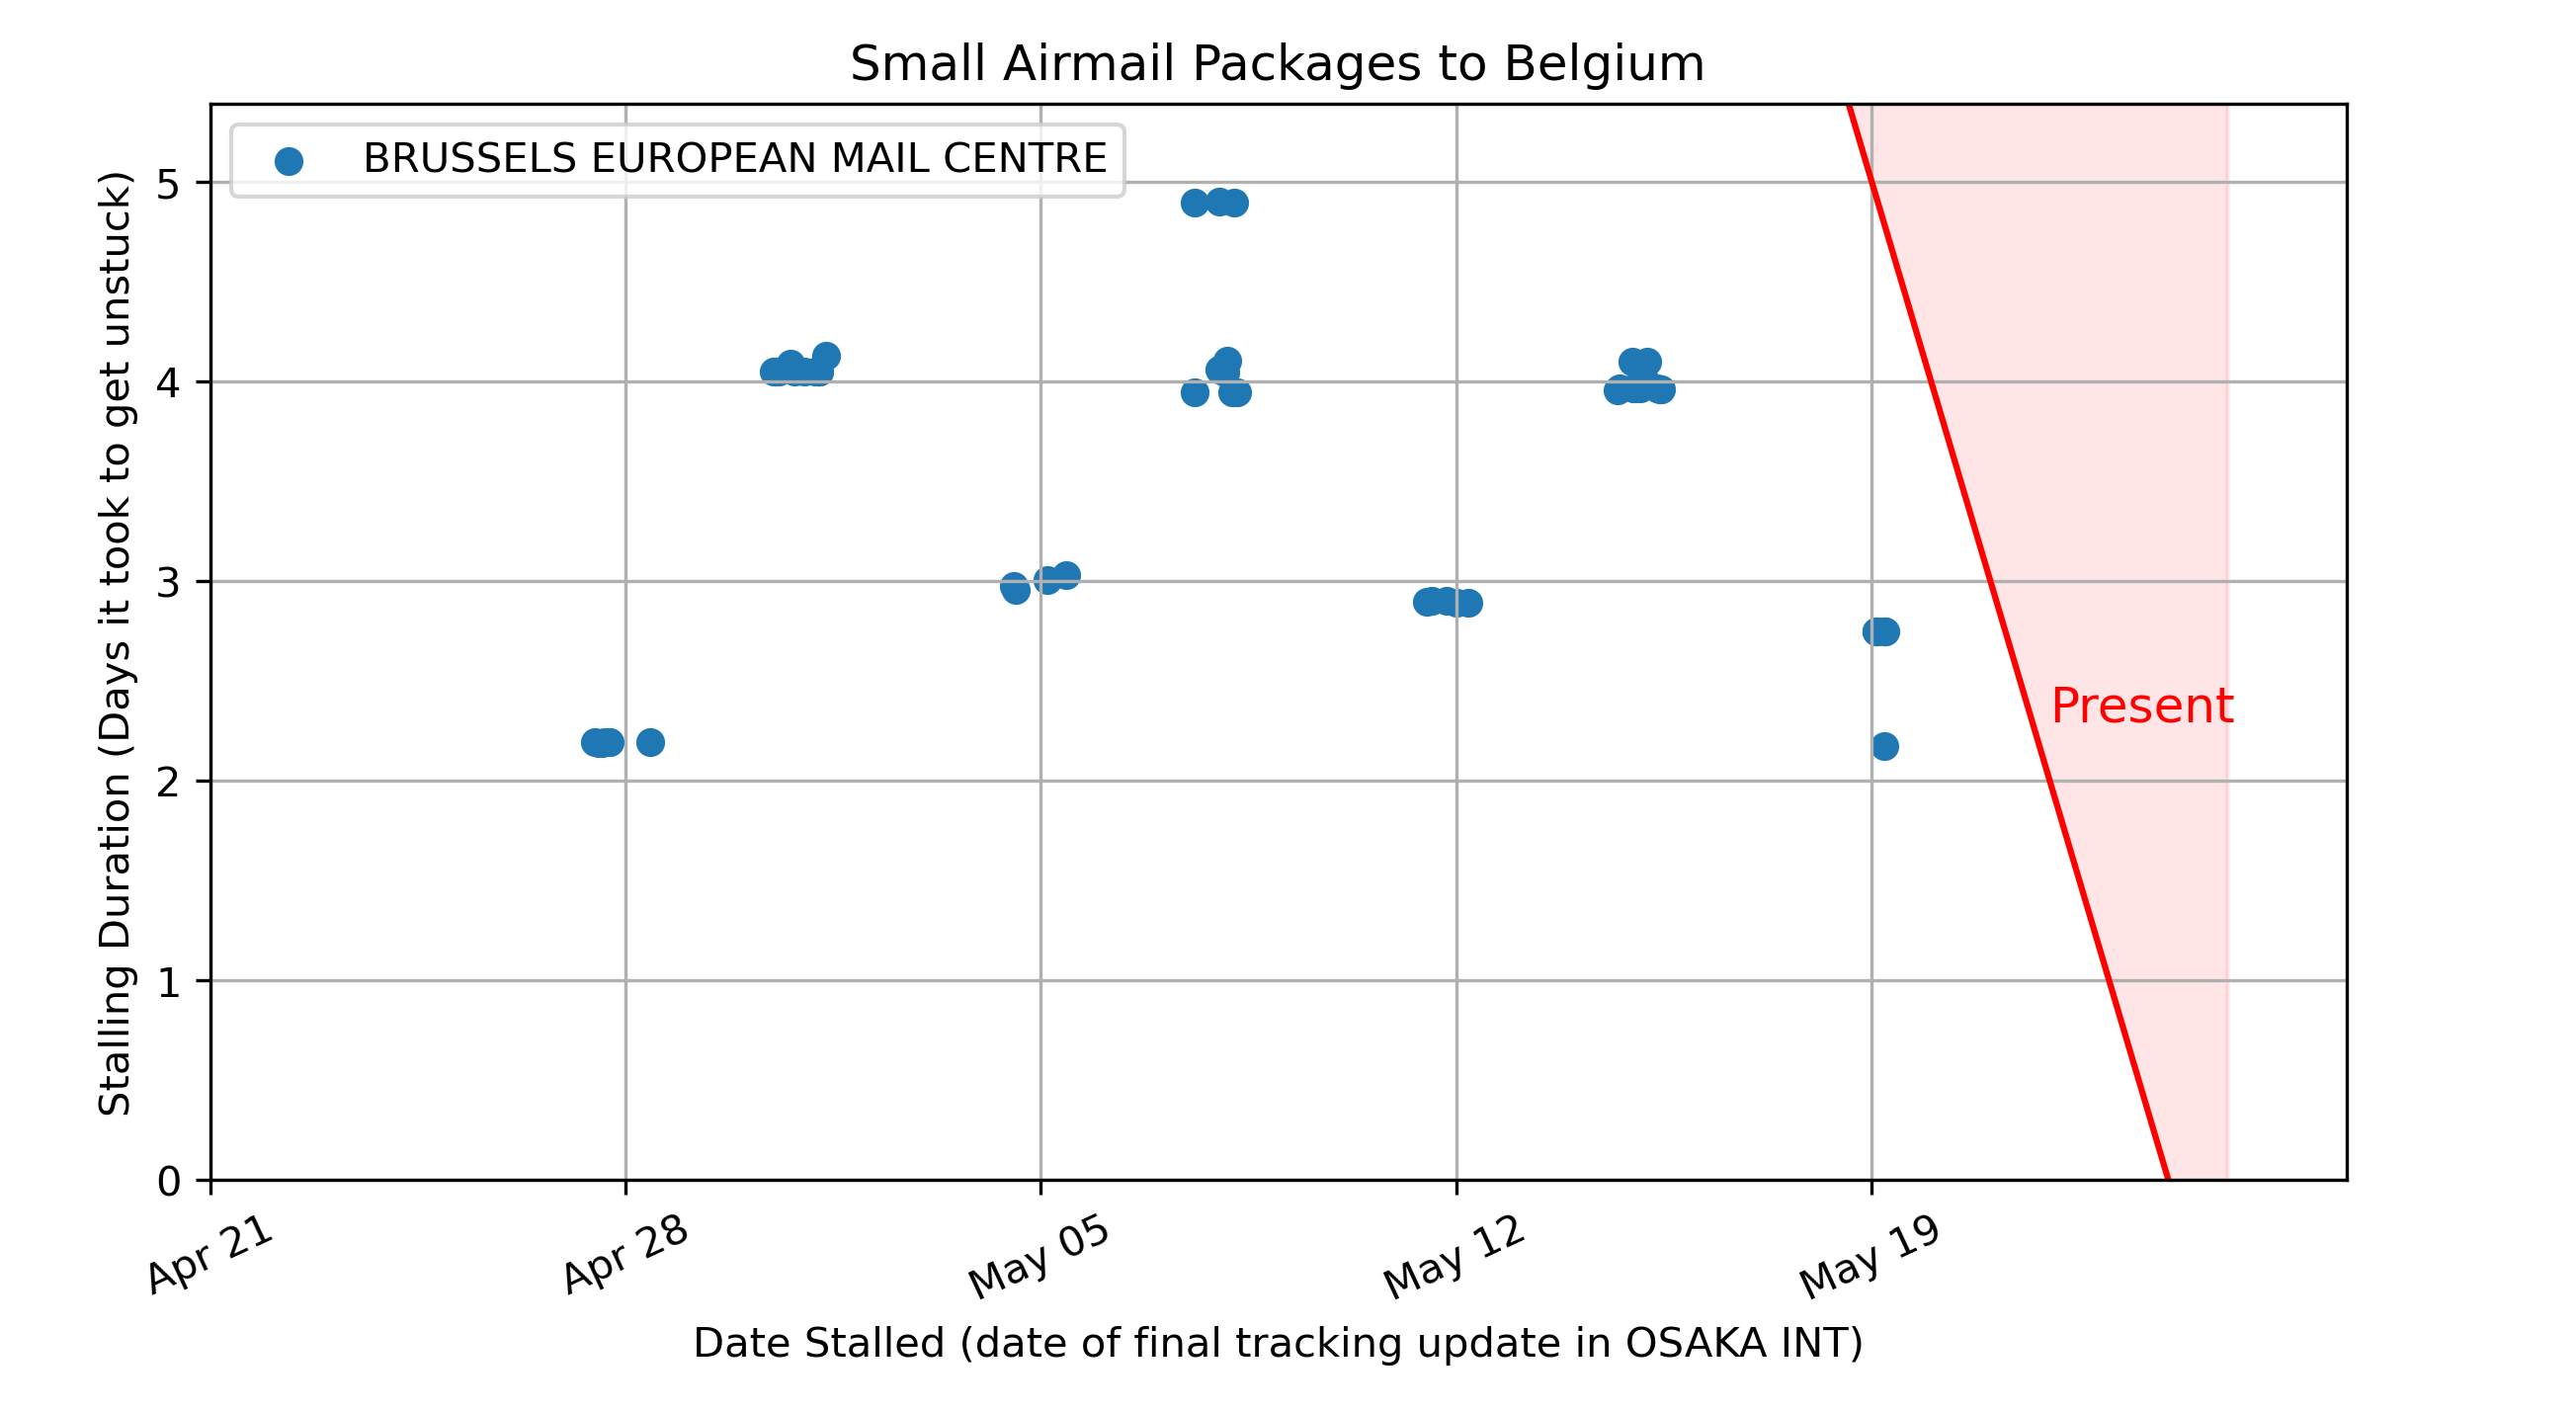 Small Airmail Packages to Belgium
BRUSSELS EUROPEAN MAIL CENTRE
Stalling Duration (Days it took to get unstuck)
5
4
3
2
1
0
Present
Apr 21
Apr 28
May 05
May 12
May 19
Date Stalled (date of final tracking update in OSAKA INT)